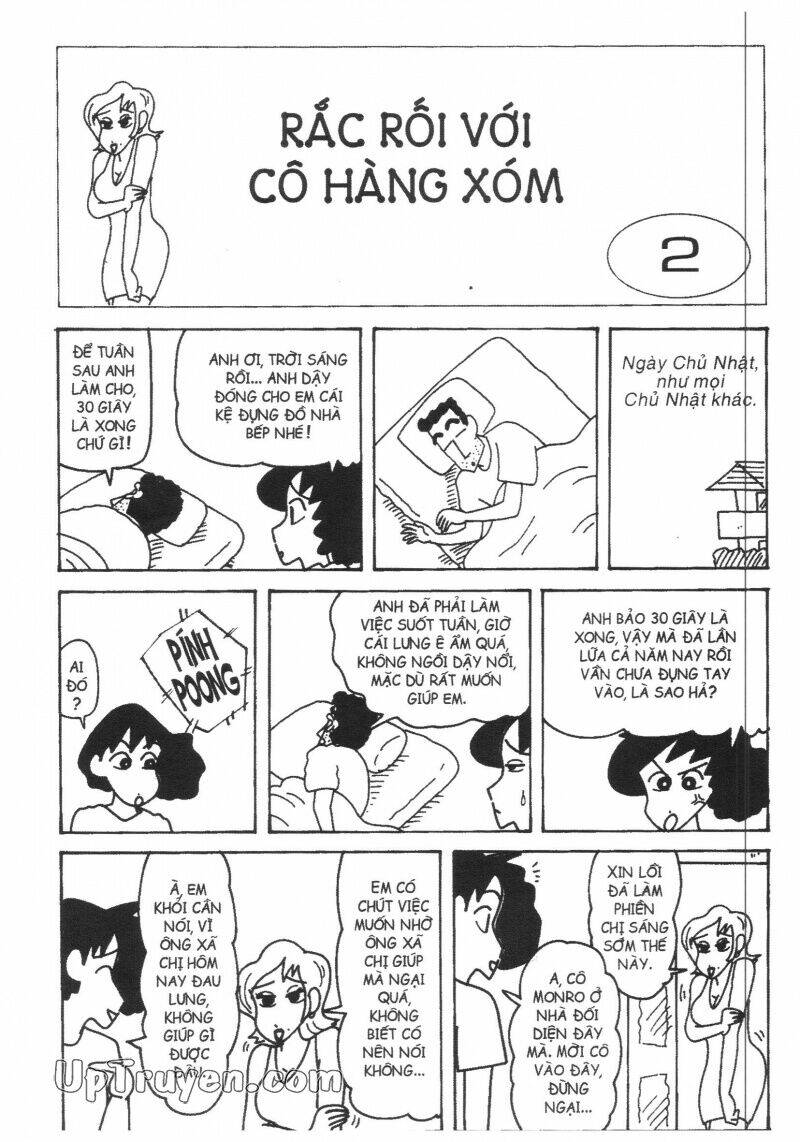 RẮC RỐI VỚI
CÔ HÀNG XÓM
2
Ngày Chủ Nhật,
như mọi
Chủ Nhật khác.
ANH ƠI, TRỜI SÁNG
RỒI... ANH DẬY
ĐÓNG CHO EM CÁI
KỆ ĐỰNG ĐỒ NHÀ
BẾP NHÉ!
ĐỂ TUẦN
SAU ANH
LÀM CHO,
30 GIÂY
LÀ XONG
CHỨ GÌ!
ANH BẢO 30 GIÂY LÀ
XONG, VẬY MÀ ĐÃ LẦN
LỮA CẢ NĂM NAY RỒI
VẪN CHƯA ĐỤNG TAY
VÀO, LÀ SAO HẢ?
ANH ĐÃ PHẢI LÀM
VIỆC SUỐT TUẦN, GIỜ
CÁI LƯNG Ê ẨM QUÁ,
KHÔNG NGỒI DẬY NỔI,
MẶC DÙ RẤT MUỐN
GIÚP EM.
PÍNH
POONG
AI
ĐÓ
?
XIN LỖI
ĐÃ LÀM
PHIỀN
CHỊ SÁNG
SỚM THẾ
NÀY.
A, CÔ
MONRO Ở
NHÀ ĐỐI
DIỆN ĐÂY
MÀ. MỜI CÔ
VÀO ĐÂY,
ĐỪNG
NGẠI...
EM CÓ
CHÚT VIỆC
MUỐN NHỜ
ÔNG XÃ
CHỊ GIÚP
MÀ NGẠI
QUÁ,
KHÔNG
BIẾT CÓ
NÊN NÓI
KHÔNG...
À, EM
KHỎI CẦN
NÓI, VÌ
ÔNG XÃ
CHỊ HÔM
NAY ĐAU
LƯNG,
KHÔNG
GIÚP GÌ
ĐƯỢC
UpTruyen.com